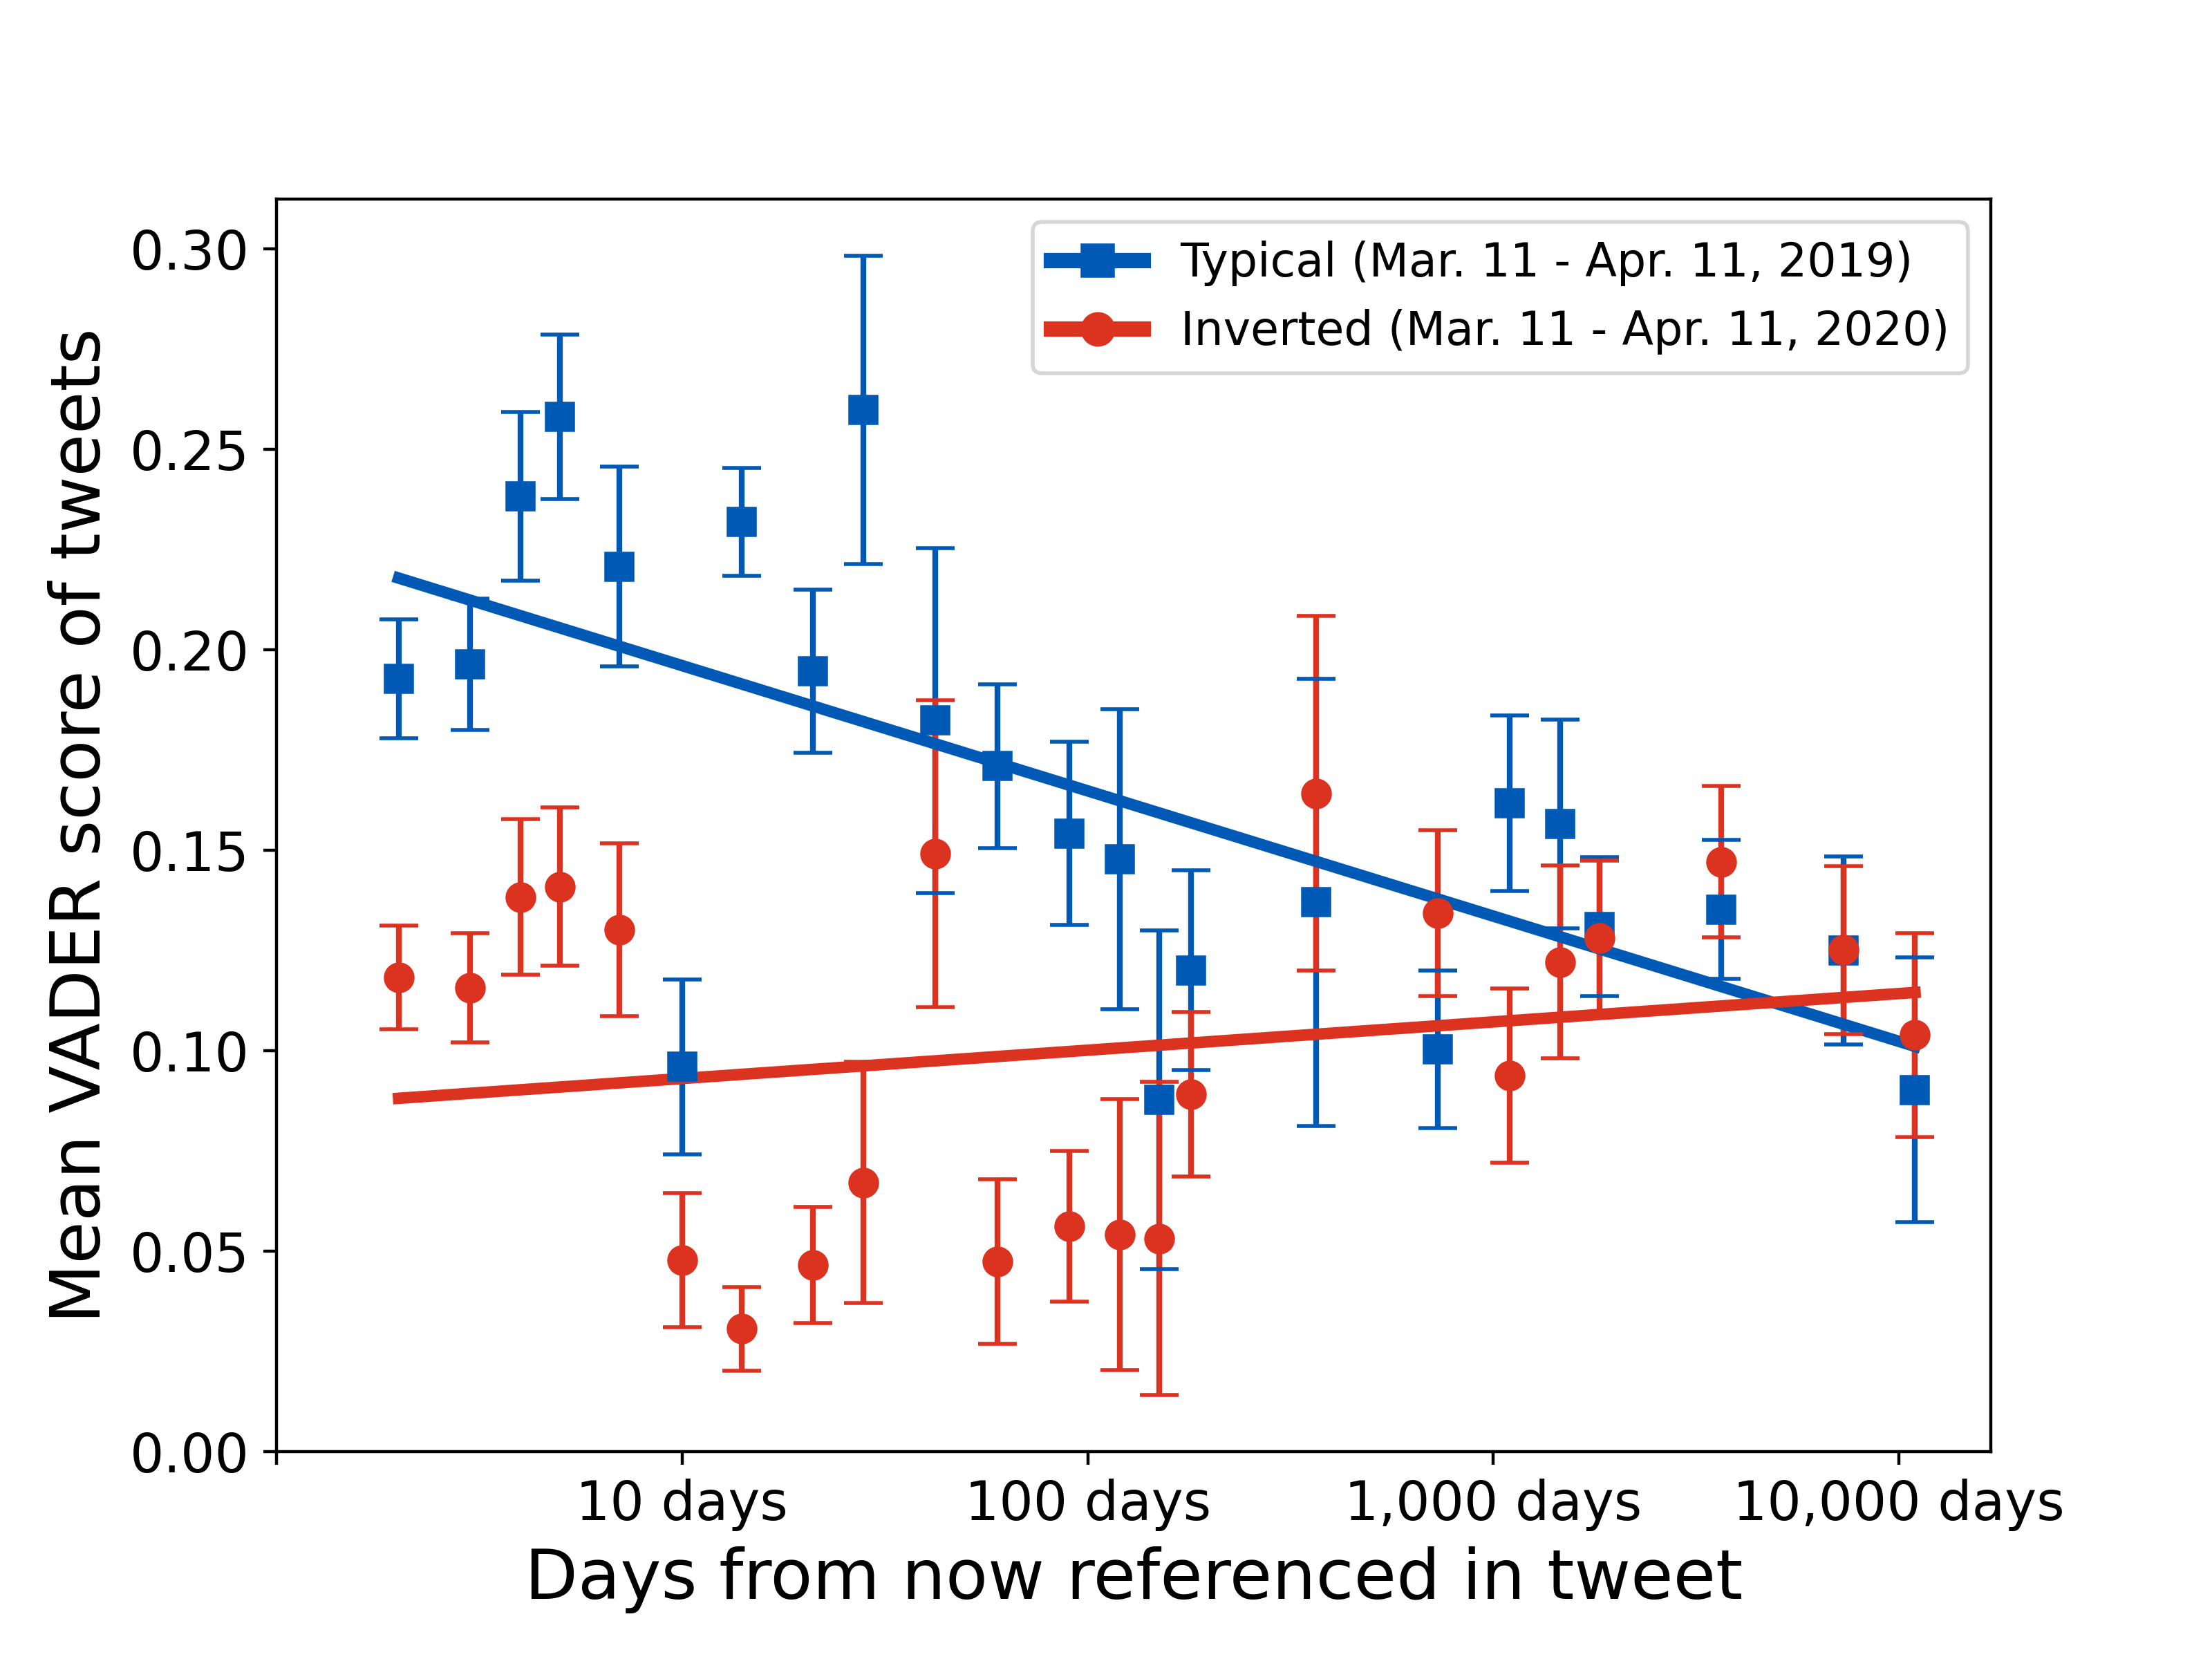 Typical (Mar. 11 - Apr. 11, 2019)
Inverted (Mar. 11 - Apr. 11, 2020)
Mean VADER score of tweets
0.30
0.25
0.20
0.15
0.10
0.05
0.00
10 days
100 days
1,000 days
10,000 days
Days from now referenced in tweet